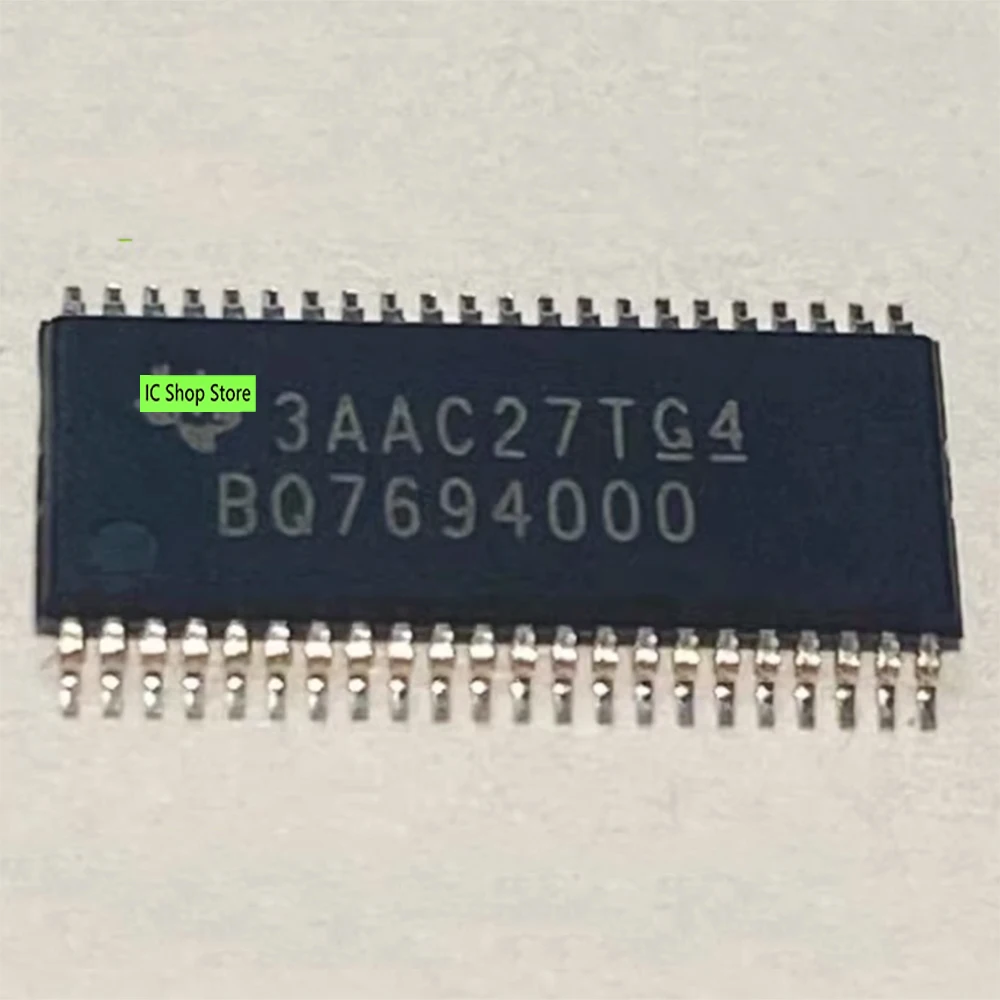 IC Shop Store
3AAC27TG4
BQ7694000